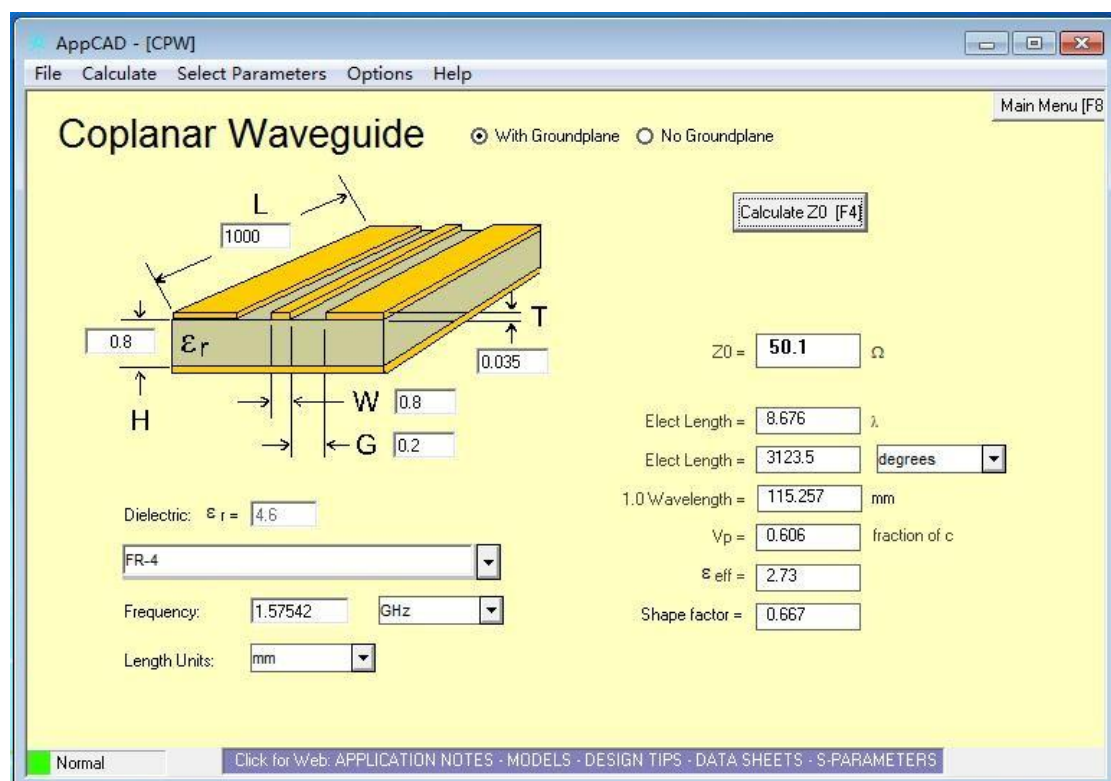 AppCAD - [CPW]
File Calculate Select Parameters Options Help
Main Menu [F8
Coplanar Waveguide With Groundplane No Groundplane
Calculate Z0 [F4]
L
1000
T
0.035
0.8
H
εr
W 0.8
G 0.2
Z0 = 50.1 Ω
Elect Length = 8.676 λ
Elect Length = 3123.5 degrees
1.0 Wavelength = 115.257 mm
Vp = 0.606 fraction of c
ε eff = 2.73
Shape factor = 0.667
Dielectric: ε r = 4.6
FR-4
Frequency: 1.57542 GHz
Length Units: mm
Normal
Click for Web: APPLICATION NOTES - MODELS - DESIGN TIPS - DATA SHEETS - S-PARAMETERS